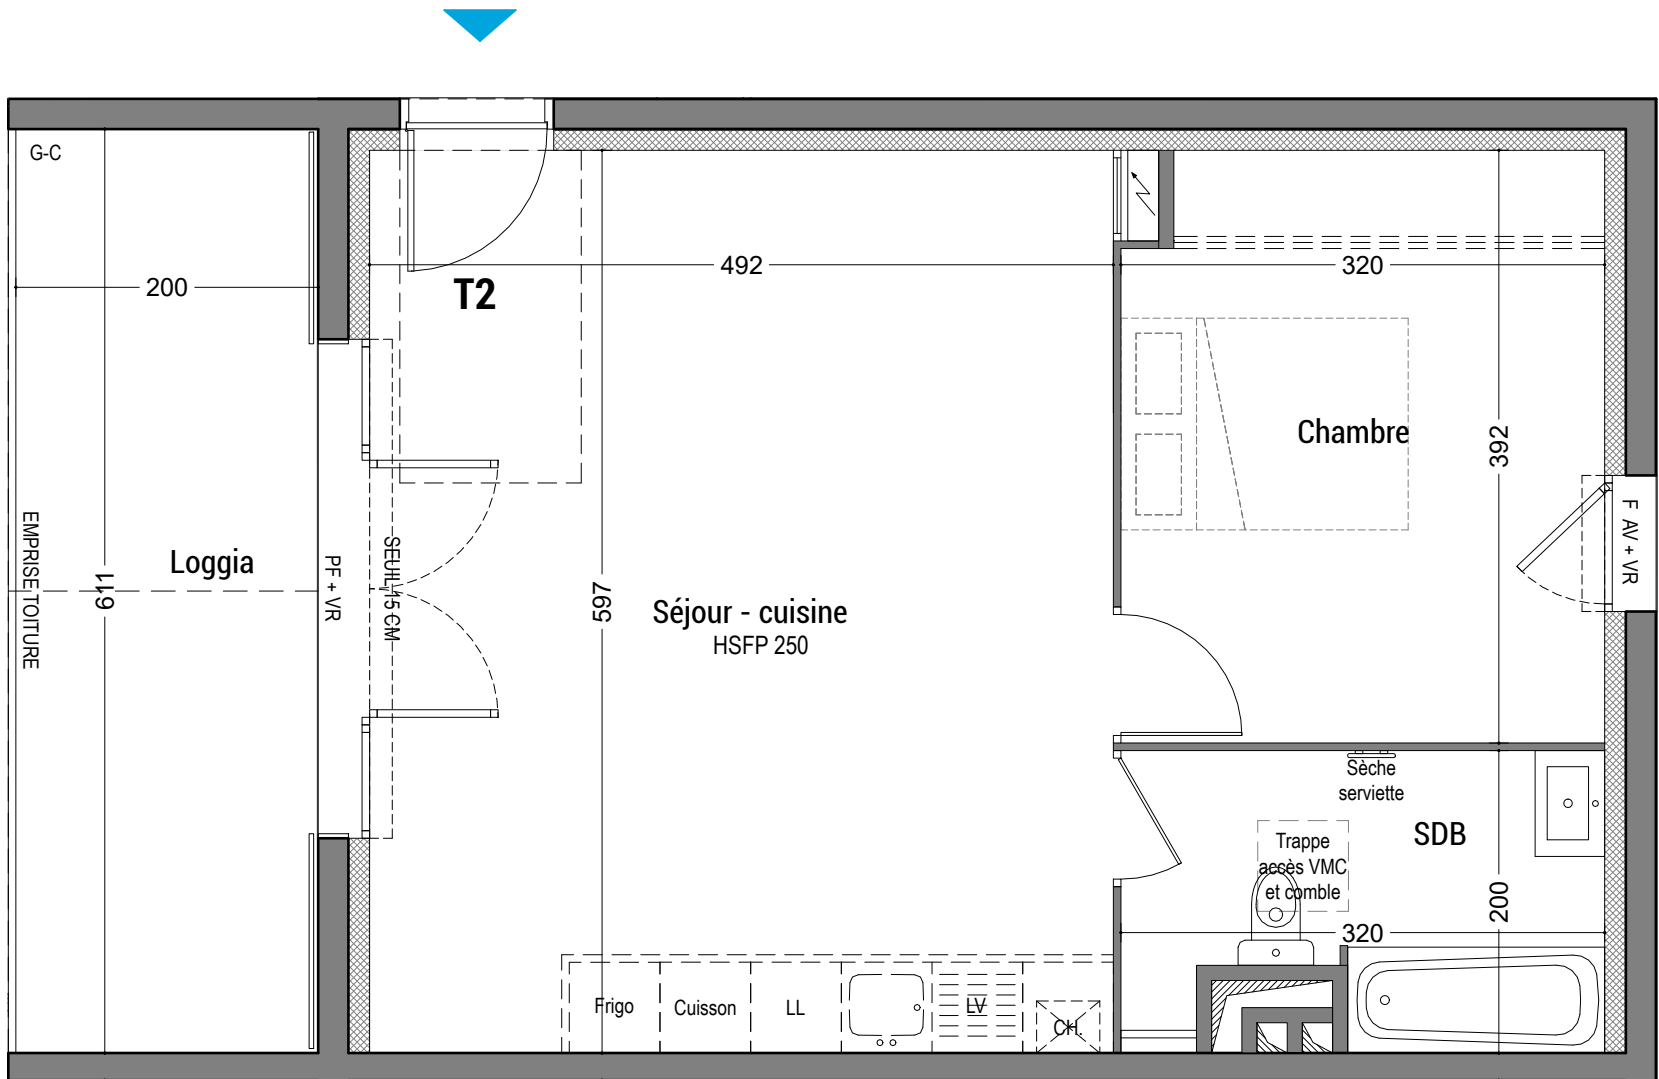 G-C
492
320
200
T2
Chambre
392
EMPRISE TOITURE
611
Loggia
PF + VR
SEUIL 15 CM
597
Séjour - cuisine
HSFP 250
F AV + VR
Sèche
serviette
SDB
Trappe
accès VMC
et comble
200
320
Frigo
Cuisson
LL
LV
CH.